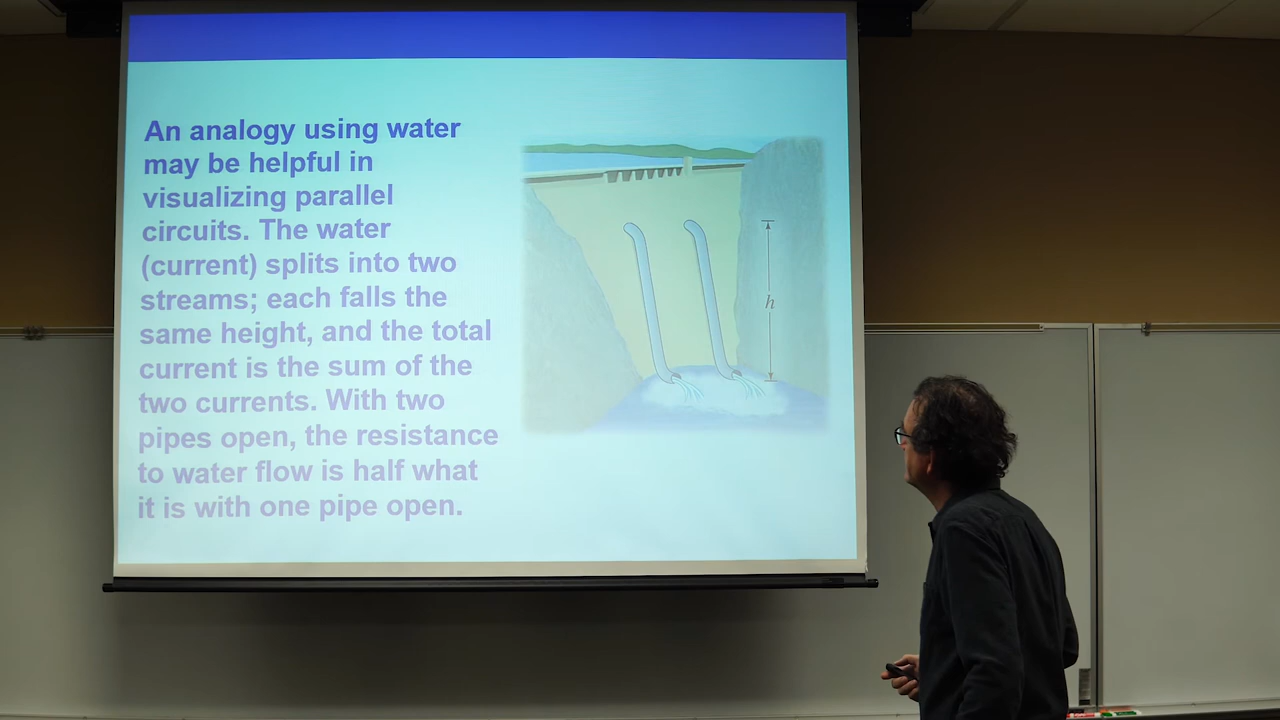 An analogy using water
may be helpful in
visualizing parallel
circuits. The water
(current) splits into two
streams; each falls the
same height, and the total
current is the sum of the
two currents. With two
pipes open, the resistance
to water flow is half what
it is with one pipe open.
h